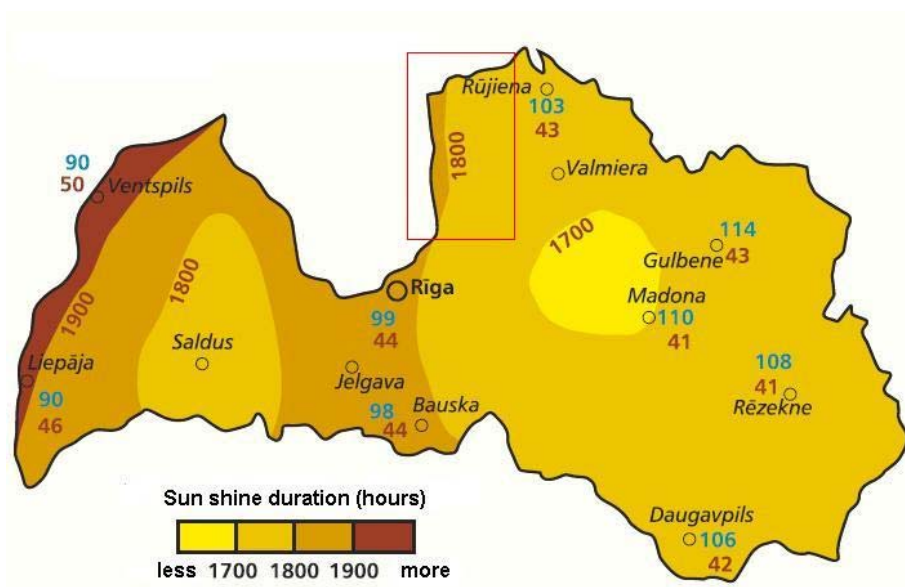 Rūjiena
103
43
1800
Valmiera
90
50
Ventspils
1700
114
Gulbene
43
1800
1900
Rīga
99
44
Madona
110
41
Saldus
Liepāja
90
46
Jelgava
98
44
Bauska
108
41
Rēzekne
Sun shine duration (hours)
less 1700 1800 1900 more
Daugavpils
106
42